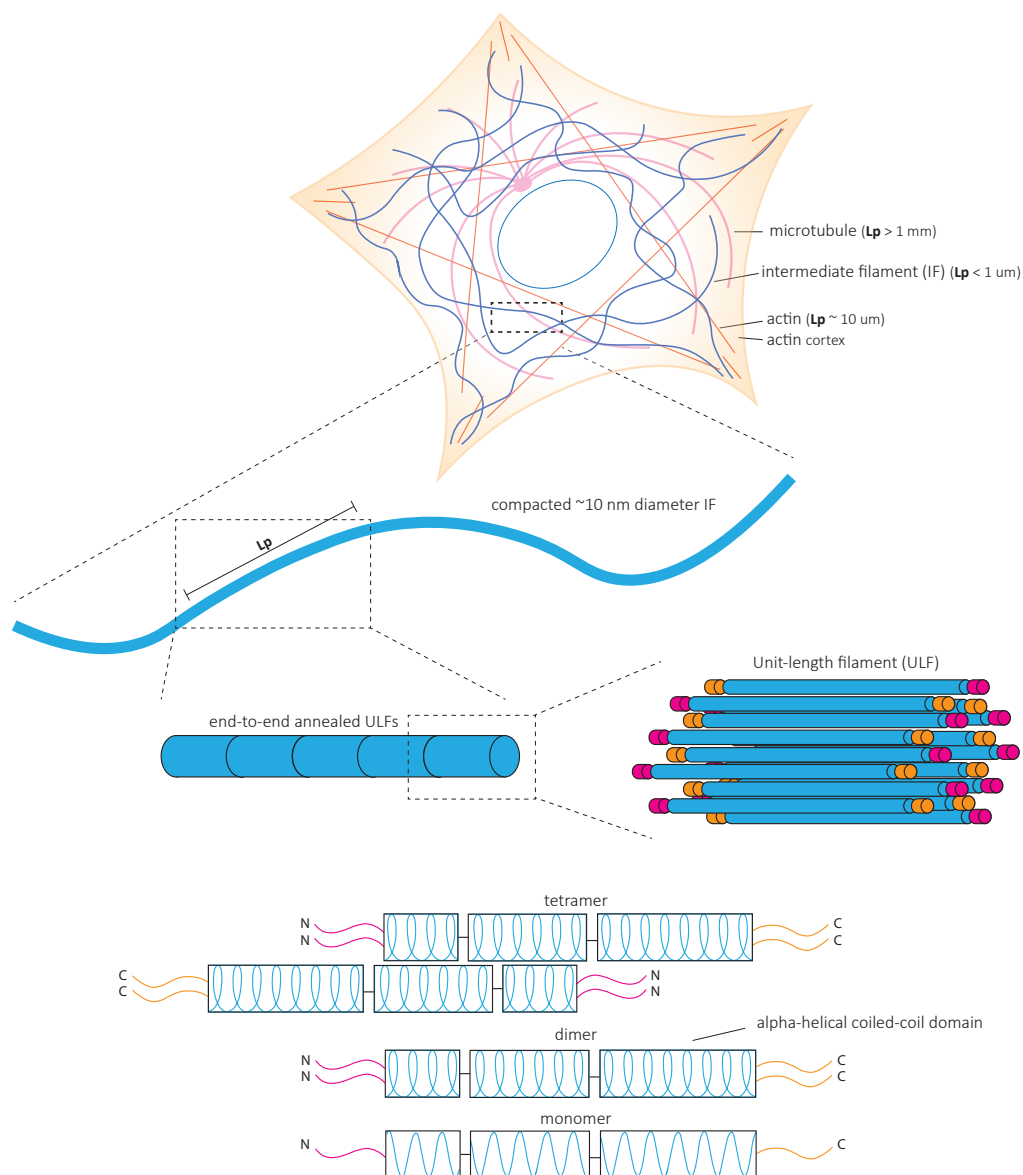 microtubule (Lp > 1 mm)
intermediate filament (IF) (Lp < 1 um)
actin (Lp ~ 10 um)
actin cortex
compacted ~10 nm diameter IF
Lp
Unit-length filament (ULF)
end-to-end annealed ULFs
tetramer
N
N
C
C
C
C
N
N
alpha-helical coiled-coil domain
dimer
N
N
C
C
monomer
N
C